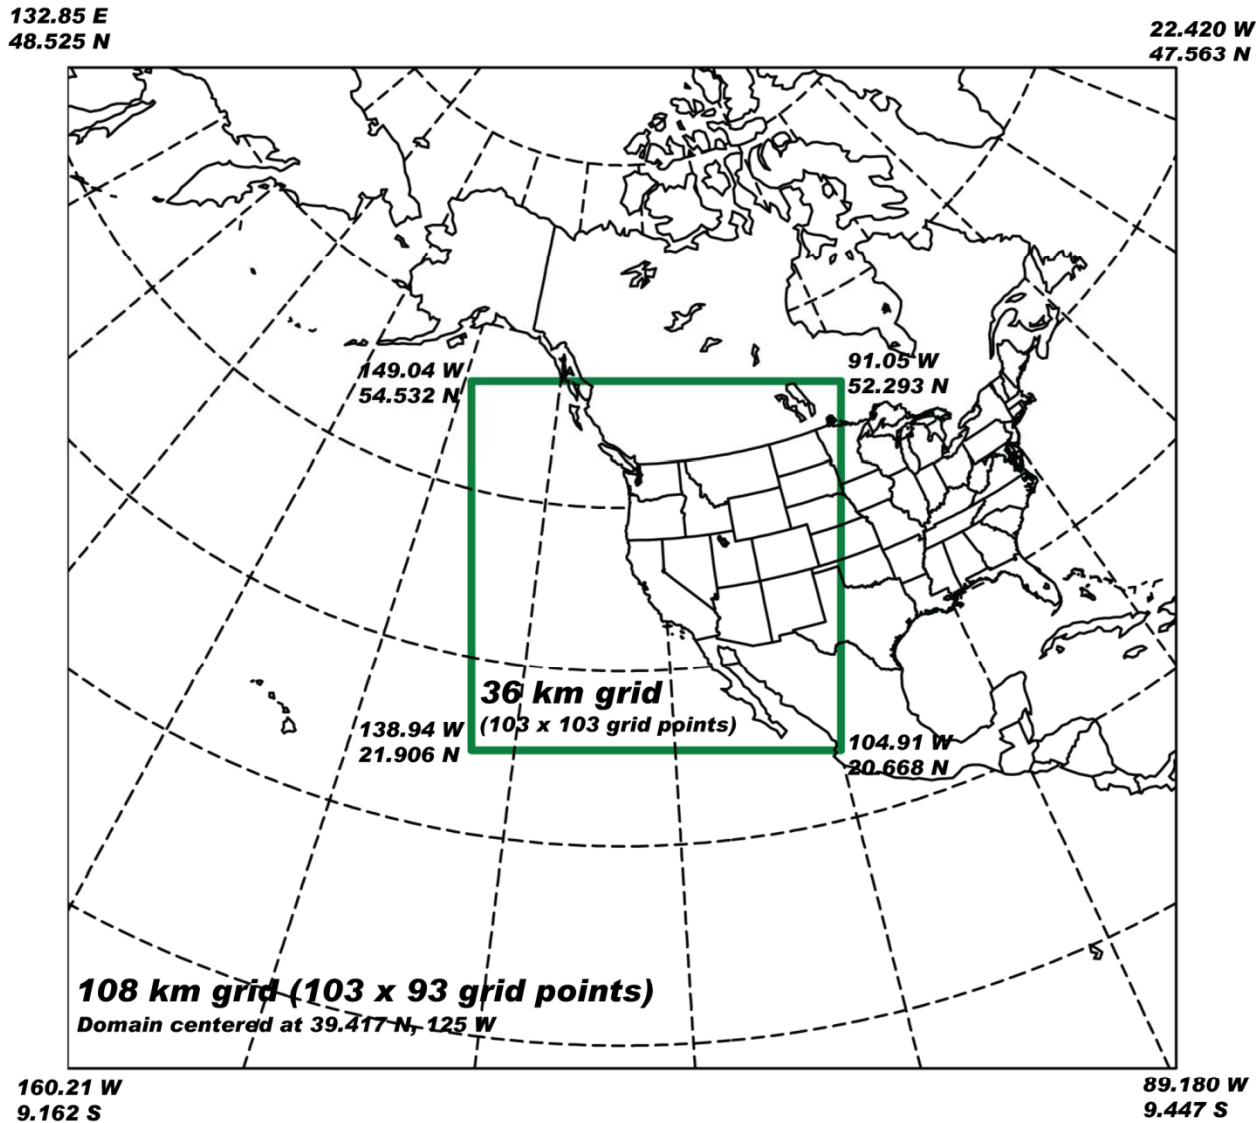 132.85 E
48.525 N
22.420 W
47.563 N
149.04 W
54.532 N
91.05 W
52.293 N
36 km grid
(103 x 103 grid points)
138.94 W
21.906 N
104.91 W
20.668 N
108 km grid (103 x 93 grid points)
Domain centered at 39.417 N, 125 W
160.21 W
9.162 S
89.180 W
9.447 S